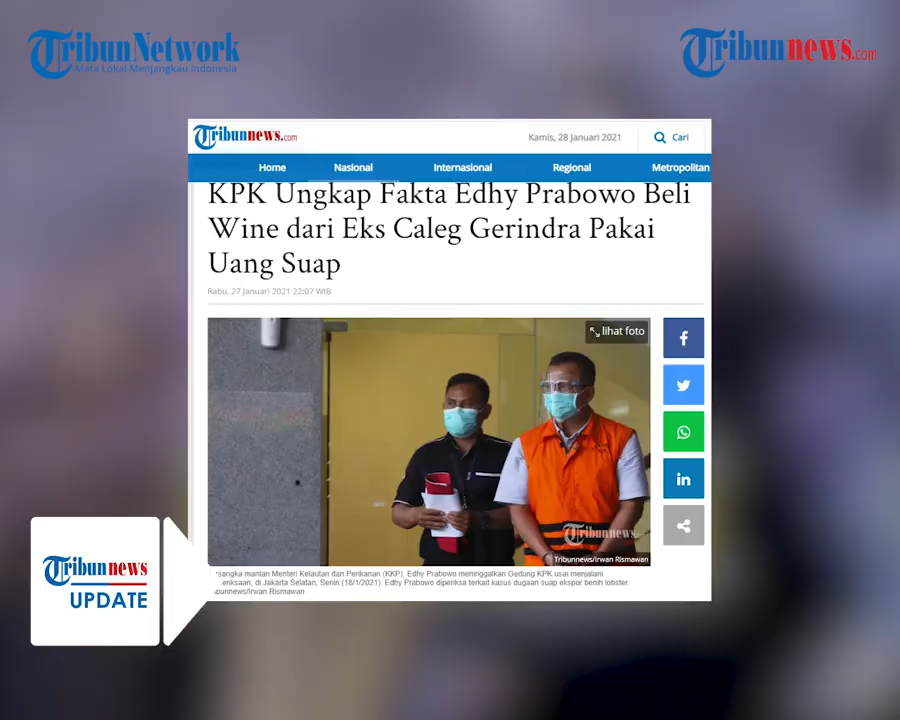 TribunNetwork
Mata Lokal Menjangkau Indonesia
Tribunnews.com
Tribunnews.com
Kamis, 28 Januari 2021
Cari
Home
Nasional
Internasional
Regional
Metropolitan
KPK Ungkap Fakta Edhy Prabowo Beli
Wine dari Eks Caleg Gerindra Pakai
Uang Suap
Rabu, 27 Januari 2021 22:07 WIB
lihat foto
Tribunnews
Tribunnews/Irwan Rismawan
rsangka mantan Menteri Kelautan dan Perikanan (KKP), Edhy Prabowo meninggalkan Gedung KPK usai menjalani
eriksaan, di Jakarta Selatan, Senin (18/1/2021). Edhy Prabowo diperiksa terkait kasus dugaan suap ekspor benih lobster.
bunnews/Irwan Rismawan
Tribunnews
UPDATE